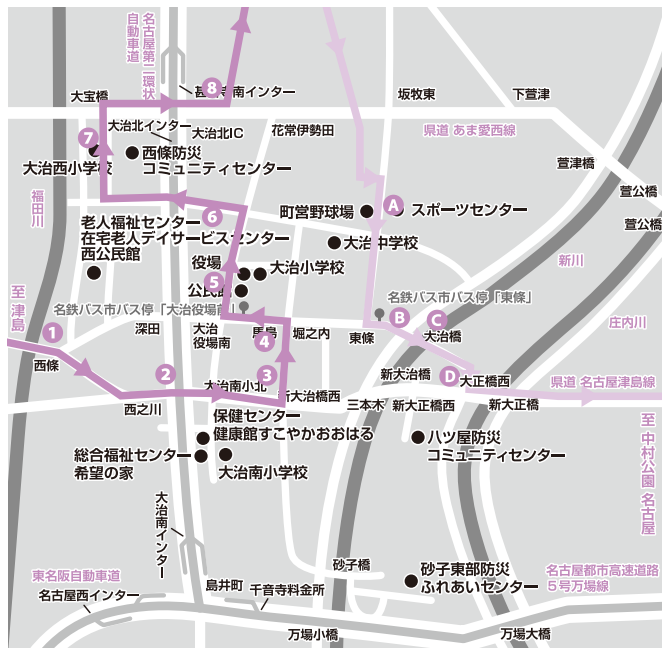 名古屋第二環状
自動車道
大宝橋
8
南インター
坂牧東
下萱津
大治北インター
大治北IC
花常伊勢田
県道 あま愛西線
7
西條防災
コミュニティセンター
大治西小学校
萱津橋
萱公橋
萱公橋
福田川
6
町営野球場
A
スポーツセンター
老人福祉センター
在宅老人デイサービスセンター
西公民館
大治中学校
新川
役場
5
大治小学校
公民館
至 津島
名鉄バス市バス停「大治役場前」
名鉄バス市バス停「東條」
庄内川
1
深田
大治
役場南
馬島
4
堀之内
東條
B
C
大治橋
西條
2
3
大治南小北
新大治橋
D
大正橋西
県道 名古屋津島線
西之川
新大治橋西
三本木
新大正橋西
新大正橋
保健センター
健康館すこやかおおはる
至 中村公園 名古屋
総合福祉センター
希望の家
大治南小学校
八ツ屋防災
コミュニティセンター
大治南インター
砂子橋
砂子東部防災
ふれあいセンター
名古屋都市高速道路
5号万場線
東名阪自動車道
名古屋西インター
島井町
千音寺料金所
万場小橋
万場大橋